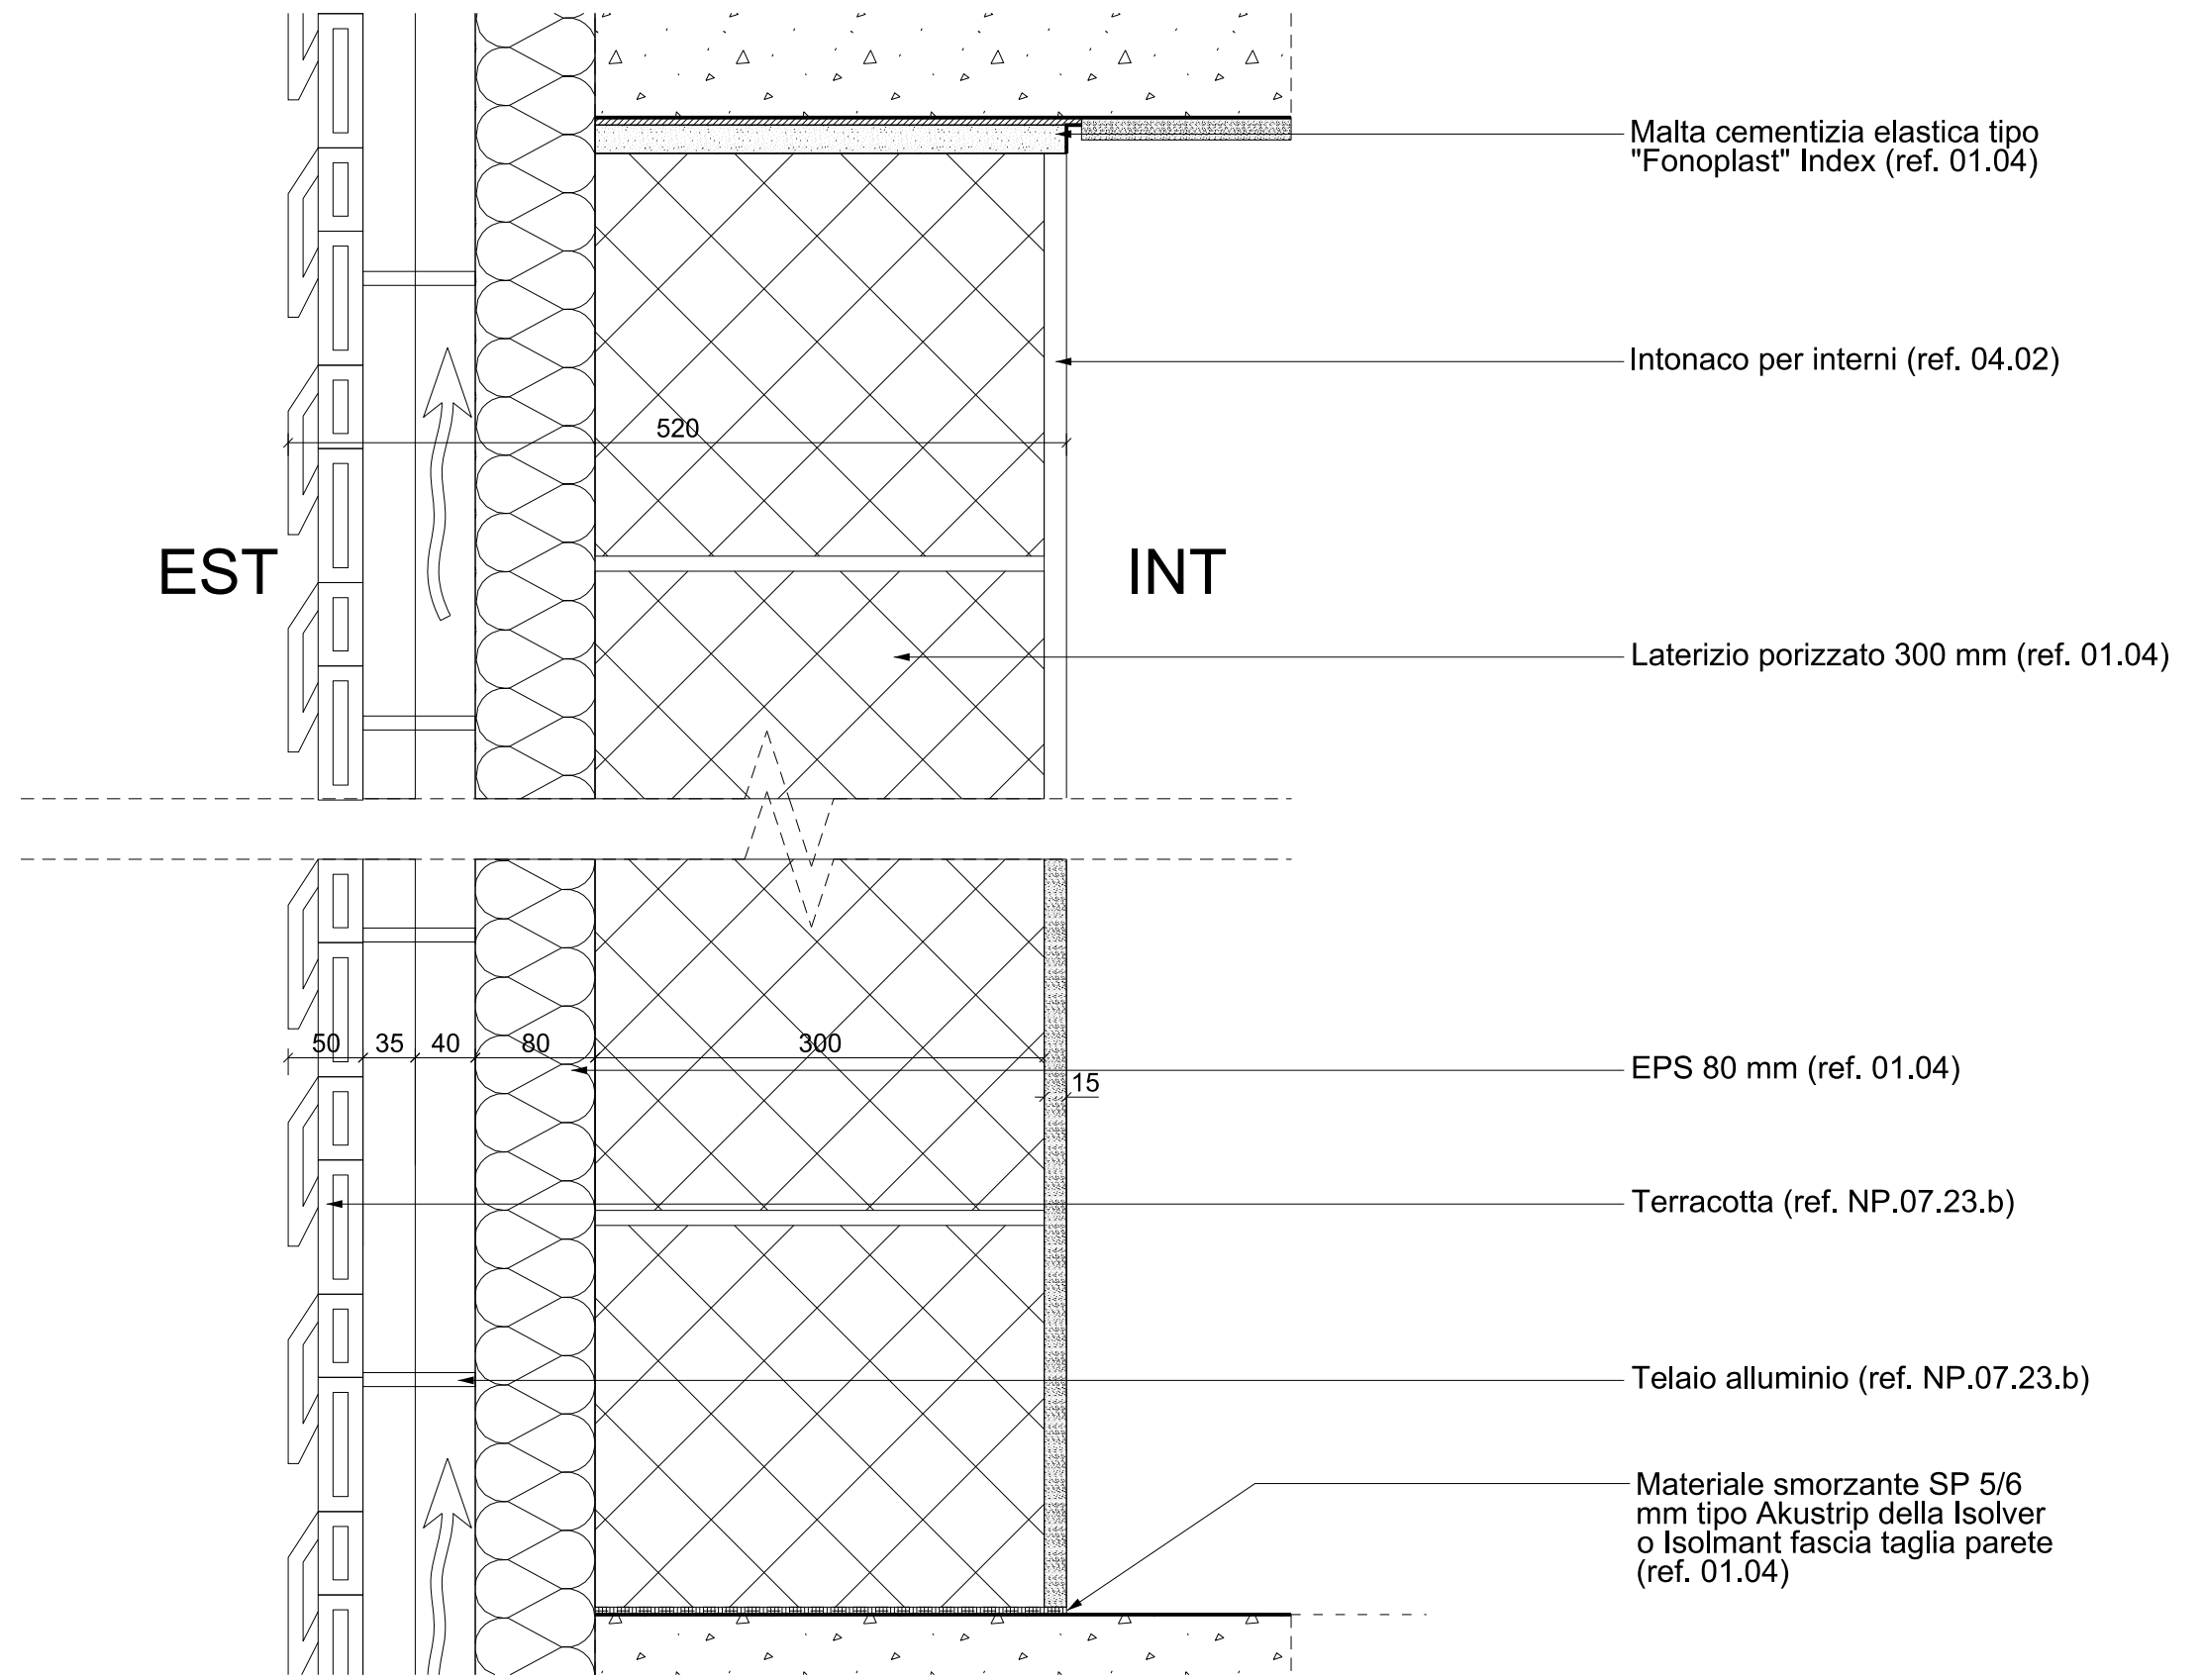 Malta cementizia elastica tipo
"Fonoplast" Index (ref. 01.04)
Intonaco per interni (ref. 04.02)
520
EST
INT
Laterizio porizzato 300 mm (ref. 01.04)
50
35
40
80
300
15
EPS 80 mm (ref. 01.04)
Terracotta (ref. NP.07.23.b)
Telaio alluminio (ref. NP.07.23.b)
Materiale smorzante SP 5/6
mm tipo Akustrip della Isolver
o Isolmant fascia taglia parete
(ref. 01.04)